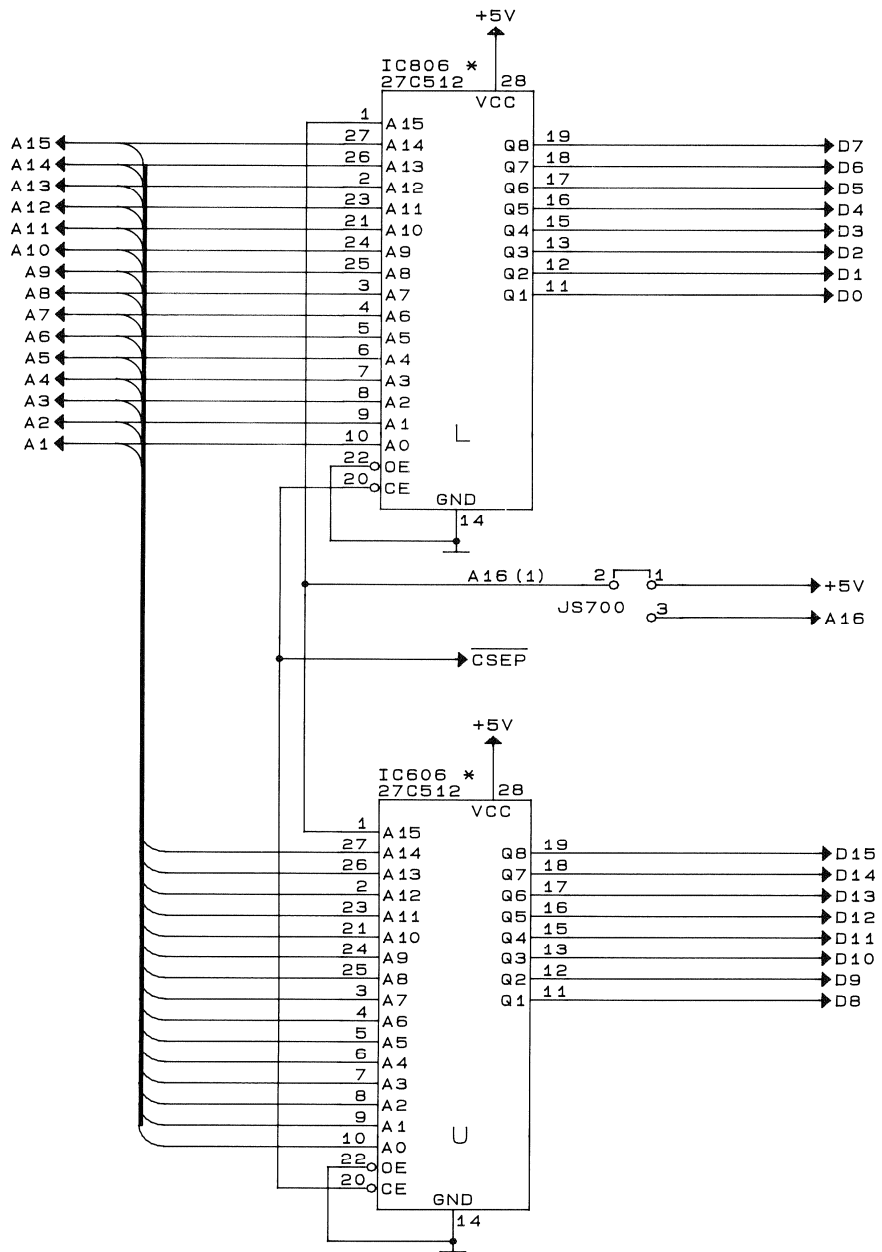 +5V
IC806 *
27C512 28
VCC
1 A15
A15 27 A14 Q8 19 D7
A14 26 A13 Q7 18 D6
A13 2 A12 Q6 17 D5
A12 23 A11 Q5 16 D4
A11 21 A10 Q4 15 D3
A10 24 A9 Q3 13 D2
A9 25 A8 Q2 12 D1
A8 3 A7 Q1 11 D0
A7 4 A6
A6 5 A5
A5 6 A4
A4 7 A3
A3 8 A2
A2 9 A1
A1 10 A0
L
22 OE
20 CE
GND
14
A16 (1) 2 1 +5V
JS700 3 A16
CSEP
+5V
IC606 *
27C512 28
VCC
1 A15
27 A14 Q8 19 D15
26 A13 Q7 18 D14
2 A12 Q6 17 D13
23 A11 Q5 16 D12
21 A10 Q4 15 D11
24 A9 Q3 13 D10
25 A8 Q2 12 D9
3 A7 Q1 11 D8
4 A6
5 A5
6 A4
7 A3
8 A2
9 A1
10 A0
U
22 OE
20 CE
GND
14